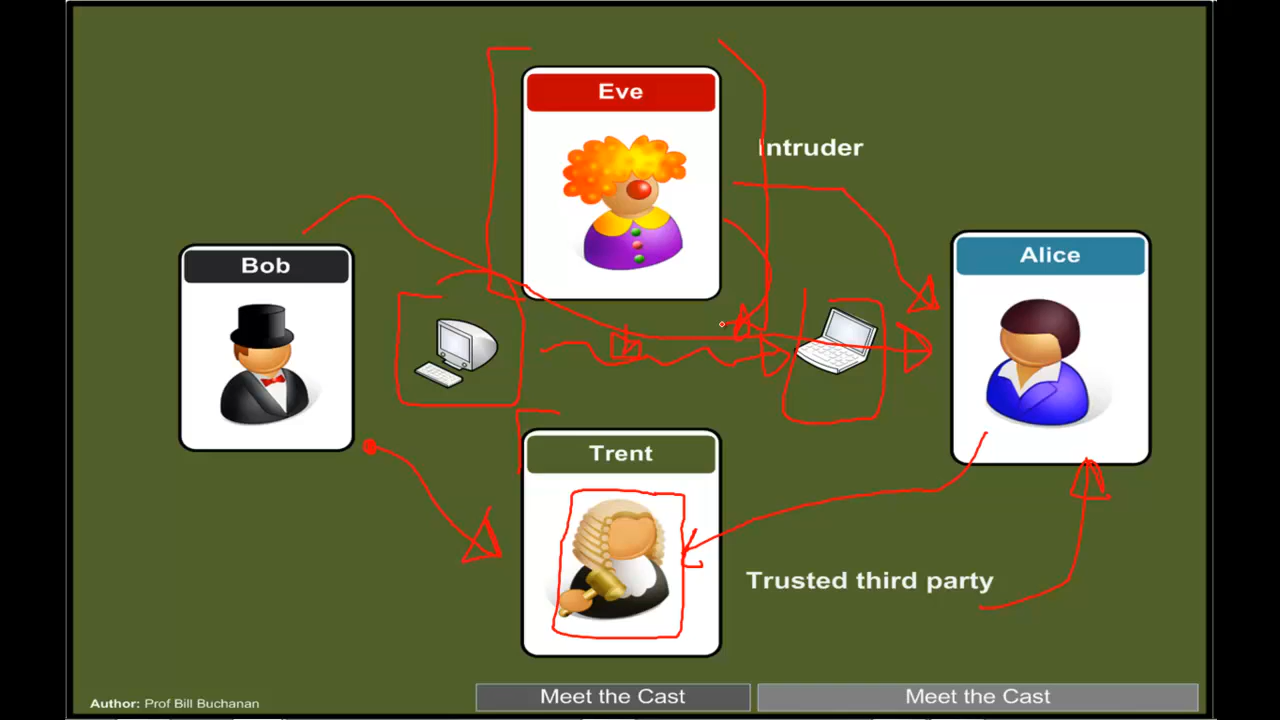 Eve
Intruder
Bob
Alice
Trent
Trusted third party
Meet the Cast
Meet the Cast
Author: Prof Bill Buchanan